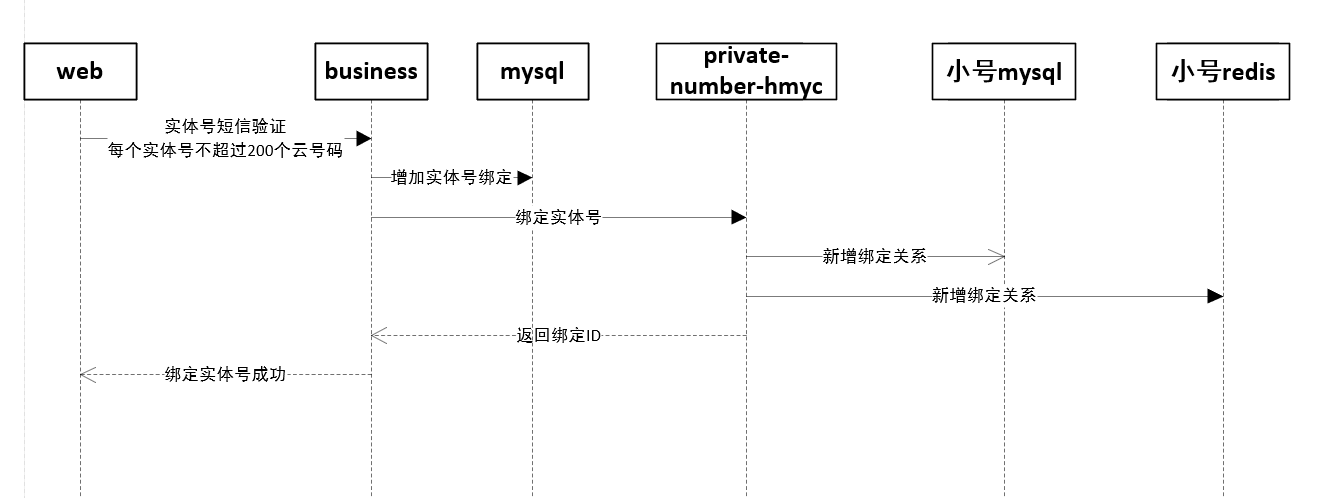 web
business
mysql
private-
number-hmyc
小号mysql
小号redis
实体号短信验证
每个实体号不超过200个云号码
增加实体号绑定
绑定实体号
新增绑定关系
新增绑定关系
返回绑定ID
绑定实体号成功